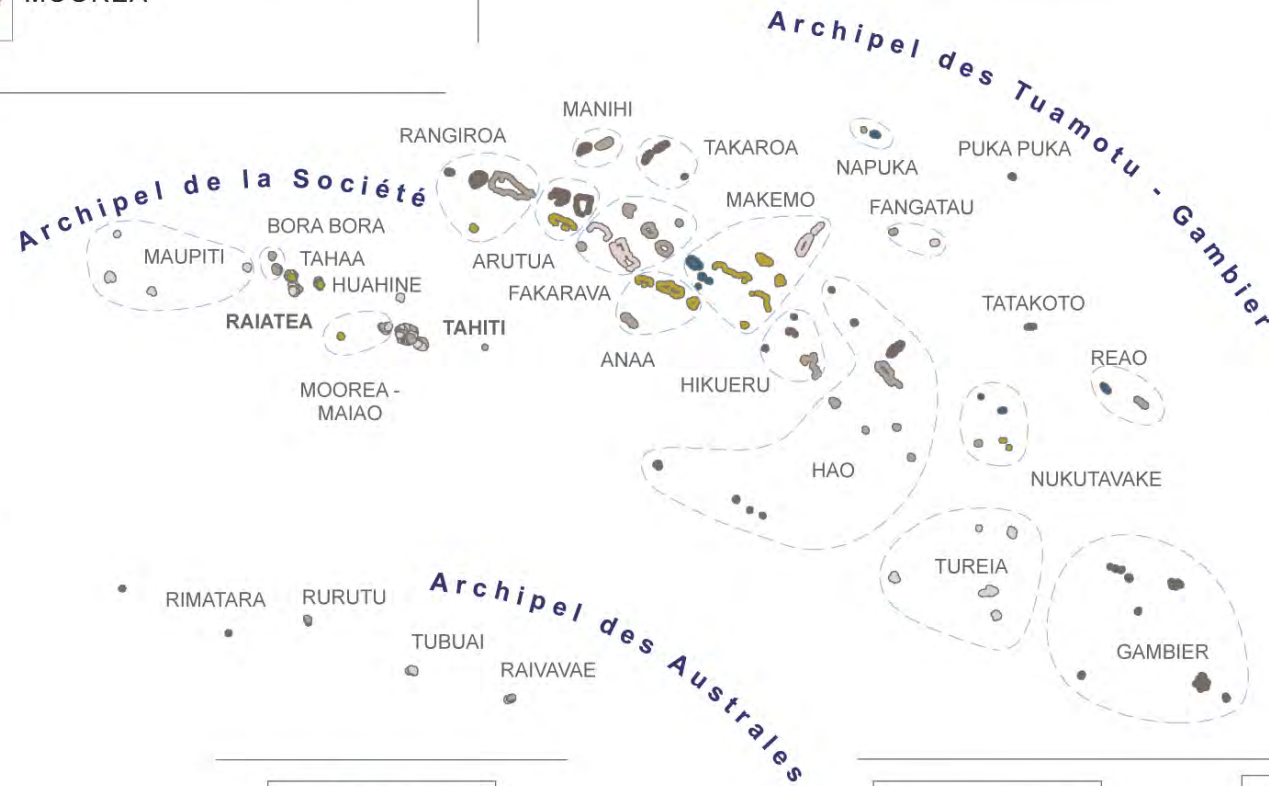 MOOREA
Archipel des Tuamotu - Gambier
MANIHI
RANGIROA
TAKAROA
NAPUKA
PUKA PUKA
Archipel de la Société
MAKEMO
FANGATAU
BORA BORA
MAUPITI
TAHAA
ARUTUA
HUAHINE
FAKARAVA
TATAKOTO
RAIATEA
TAHITI
ANAA
REAO
HIKUERU
MOOREA -
MAIAO
HAO
NUKUTAVAKE
TUREIA
Archipel des Australes
RIMATARA
RURUTU
TUBUAI
RAIVAVAE
GAMBIER